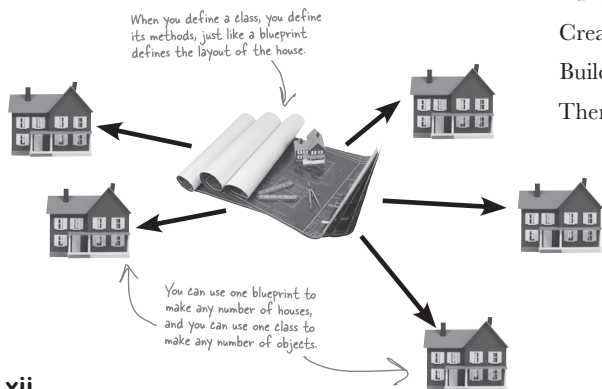 When you define a class, you define
its methods, just like a blueprint
defines the layout of the house.
Crea
Build
Ther
You can use one blueprint to
make any number of houses,
and you can use one class to
make any number of objects.
xii